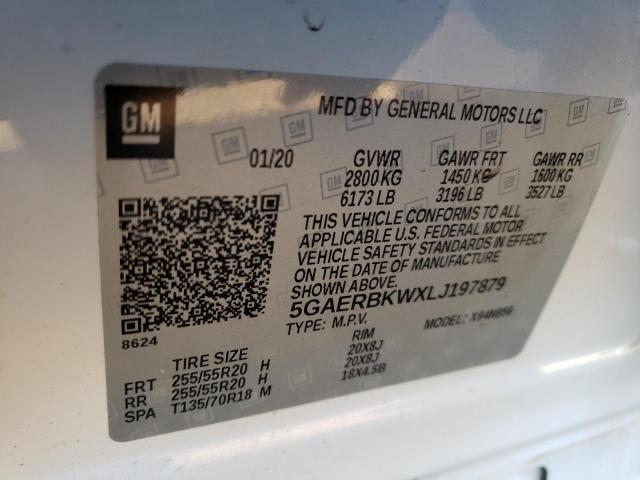 GM
MFD BY GENERAL MOTORS LLC
01/20 GVWR GAWR FRT GAWR RR
2800 KG 1450 KG 1600 KG
6173 LB 3196 LB 3527 LB
THIS VEHICLE CONFORMS TO ALL
APPLICABLE U.S. FEDERAL MOTOR
VEHICLE SAFETY STANDARDS IN EFFECT
ON THE DATE OF MANUFACTURE
SHOWN ABOVE.
5GAERBKWXLJ197879
TYPE: M.P.V. MODEL: X94NB56
8624
TIRE SIZE RIM
FRT 255/55R20 H 20X8J
RR 255/55R20 H 20X8J
SPA T135/70R18 M 18X4.5B